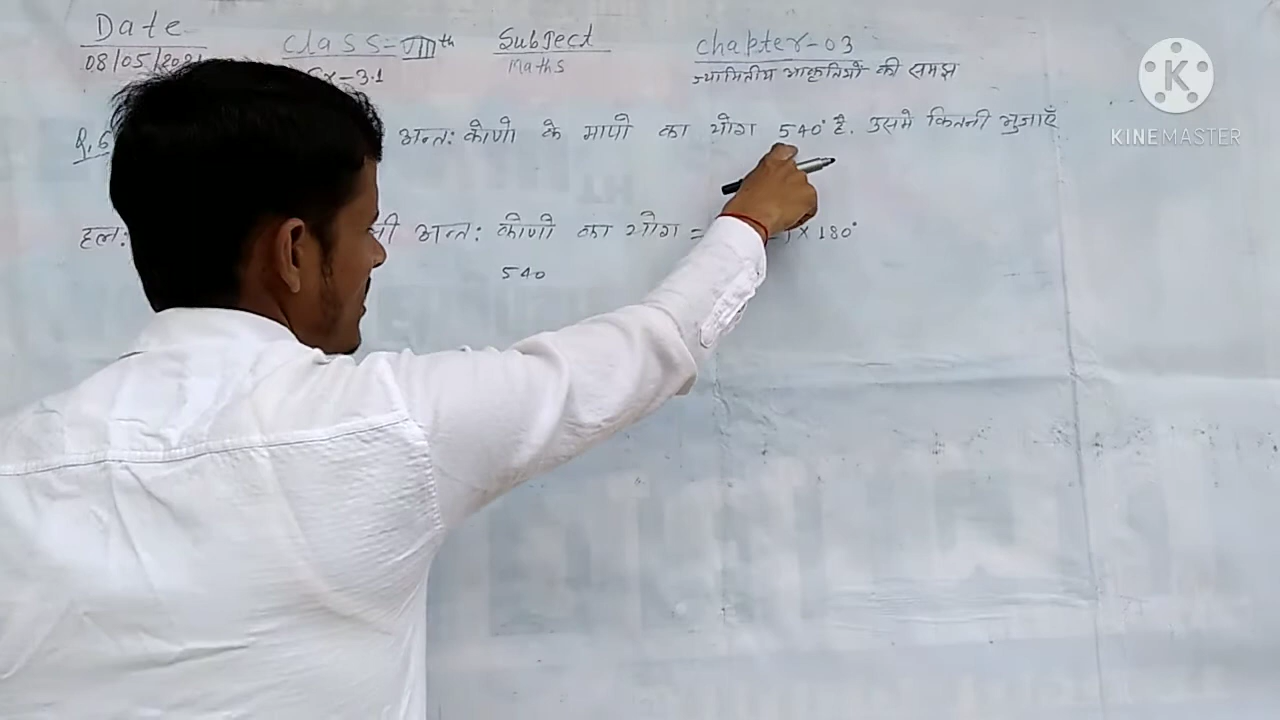 Date Class = VIIIth Subject Chapter-03
08/05/2021 Ex-3.1 Maths ज्यामितीय आकृतियों की समझ
Q.6 अन्त: कोणो के मापो का योग 540° है. उसमे कितनी भुजाएँ
हल: अन्त: कोणो का योग = × 180°
540
K
KINEMASTER